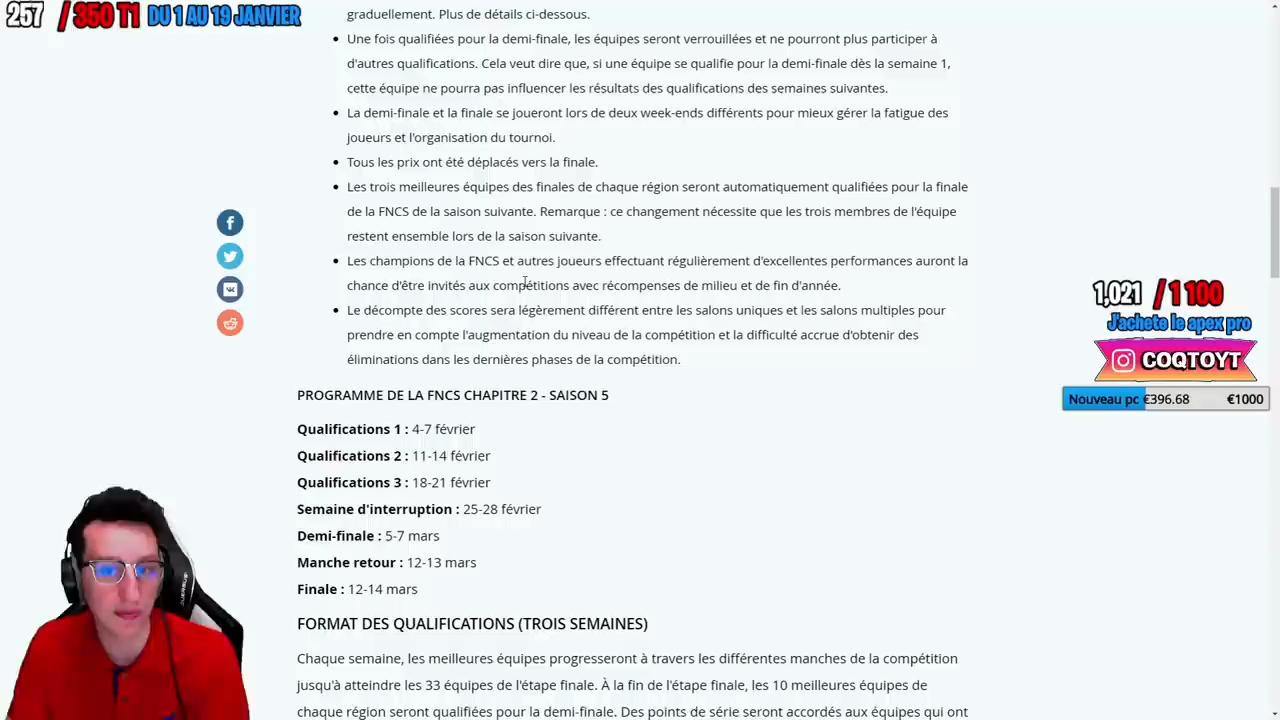 257 / 350 T1 DU 1 AU 19 JANVIER
graduellement. Plus de détails ci-dessous.
• Une fois qualifiées pour la demi-finale, les équipes seront verrouillées et ne pourront plus participer à
d'autres qualifications. Cela veut dire que, si une équipe se qualifie pour la demi-finale dès la semaine 1,
cette équipe ne pourra pas influencer les résultats des qualifications des semaines suivantes.
• La demi-finale et la finale se joueront lors de deux week-ends différents pour mieux gérer la fatigue des
joueurs et l'organisation du tournoi.
• Tous les prix ont été déplacés vers la finale.
• Les trois meilleures équipes des finales de chaque région seront automatiquement qualifiées pour la finale
de la FNCS de la saison suivante. Remarque : ce changement nécessite que les trois membres de l'équipe
restent ensemble lors de la saison suivante.
• Les champions de la FNCS et autres joueurs effectuant régulièrement d'excellentes performances auront la
chance d'être invités aux compétitions avec récompenses de milieu et de fin d'année.
• Le décompte des scores sera légèrement différent entre les salons uniques et les salons multiples pour
prendre en compte l'augmentation du niveau de la compétition et la difficulté accrue d'obtenir des
éliminations dans les dernières phases de la compétition.
1,021 / 1 100
J'achete le apex pro
COQTOYT
Nouveau pc €396.68 €1000
PROGRAMME DE LA FNCS CHAPITRE 2 - SAISON 5
Qualifications 1 : 4-7 février
Qualifications 2 : 11-14 février
Qualifications 3 : 18-21 février
Semaine d'interruption : 25-28 février
Demi-finale : 5-7 mars
Manche retour : 12-13 mars
Finale : 12-14 mars
FORMAT DES QUALIFICATIONS (TROIS SEMAINES)
Chaque semaine, les meilleures équipes progresseront à travers les différentes manches de la compétition
jusqu'à atteindre les 33 équipes de l'étape finale. À la fin de l'étape finale, les 10 meilleures équipes de
chaque région seront qualifiées pour la demi-finale. Des points de série seront accordés aux équipes qui ont